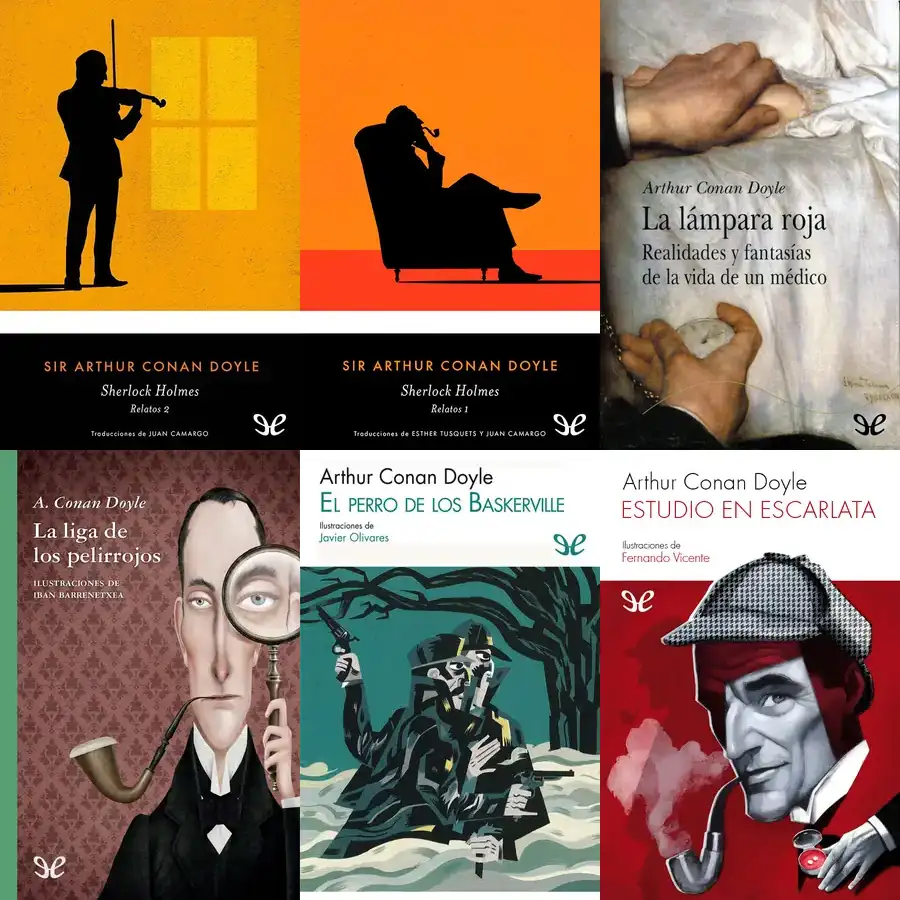 SIR ARTHUR CONAN DOYLE
Sherlock Holmes
Relatos 2
Traducciones de JUAN CAMARGO
SIR ARTHUR CONAN DOYLE
Sherlock Holmes
Relatos 1
Traducciones de ESTHER TUSQUETS Y JUAN CAMARGO
Arthur Conan Doyle
La lámpara roja
Realidades y fantasías
de la vida de un médico
A. Conan Doyle
La liga de
los pelirrojos
ILUSTRACIONES DE
IBAN BARRENETXEA
Arthur Conan Doyle
EL PERRO DE LOS BASKERVILLE
Ilustraciones de
Javier Olivares
Arthur Conan Doyle
ESTUDIO EN ESCARLATA
Ilustraciones de
Fernando Vicente